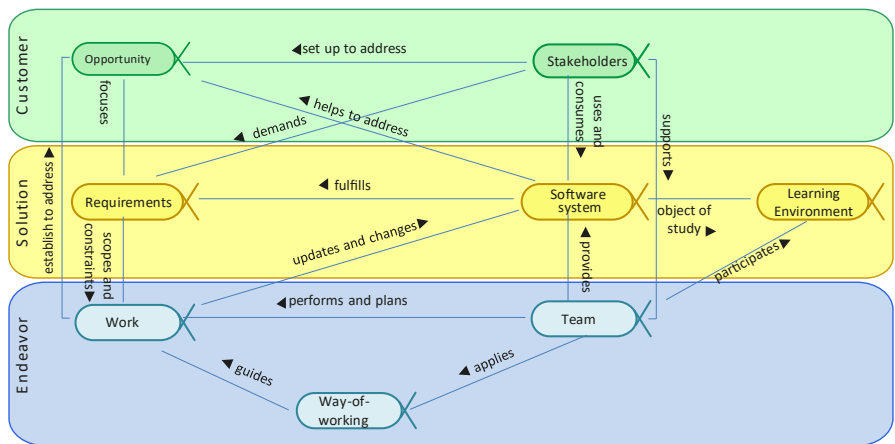 Customer
Opportunity
◀set up to address
Stakeholders
focuses
◀ helps to address
◀ demands
uses and
consumes ▶
supports ▶
Solution
establish to address ▶
Requirements
◀ fulfills
Software
system
Learning
Environment
object of
study ▶
scopes and
constraints▶
updates and changes▶
provides ▶
participates ▶
Endeavor
Work
◀performs and plans
Team
◀ guides
◀ applies
Way-of-
working